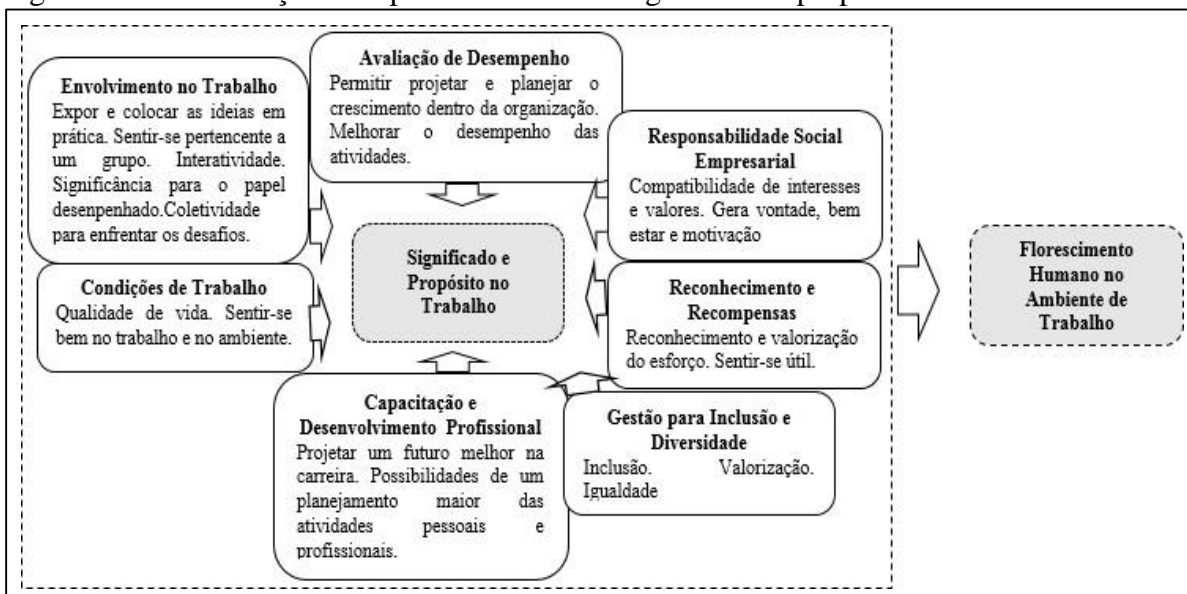 Avaliação de Desempenho
Permitir projetar e planejar o
crescimento dentro da organização.
Melhorar o desempenho das
atividades.
Envolvimento no Trabalho
Expor e colocar as ideias em
prática. Sentir-se pertencente a
um grupo. Interatividade.
Significância para o papel
desenpenhado.Coletividade
para enfrentar os desafios.
Responsabilidade Social
Empresarial
Compatibilidade de interesses
e valores. Gera vontade, bem
estar e motivação
Significado e
Propósito no
Trabalho
Florescimento
Humano no
Ambiente de
Trabalho
Condições de Trabalho
Qualidade de vida. Sentir-se
bem no trabalho e no ambiente.
Reconhecimento e
Recompensas
Reconhecimento e valorização
do esforço. Sentir-se útil.
Capacitação e
Desenvolvimento Profissional
Projetar um futuro melhor na
carreira. Possibilidades de um
planejamento maior das
atividades pessoais e
profissionais.
Gestão para Inclusão e
Diversidade
Inclusão. Valorização.
Igualdade